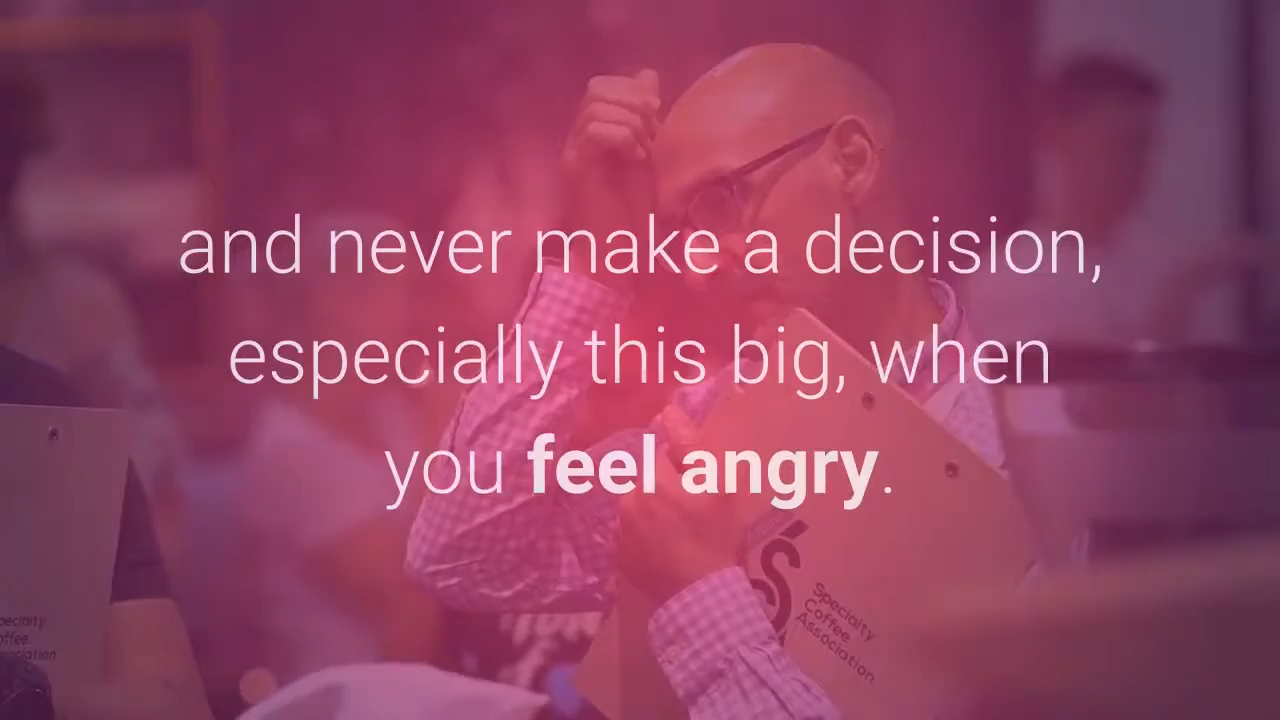 and never make a decision,
especially this big, when
you feel angry.
Specialty
Coffee
Association